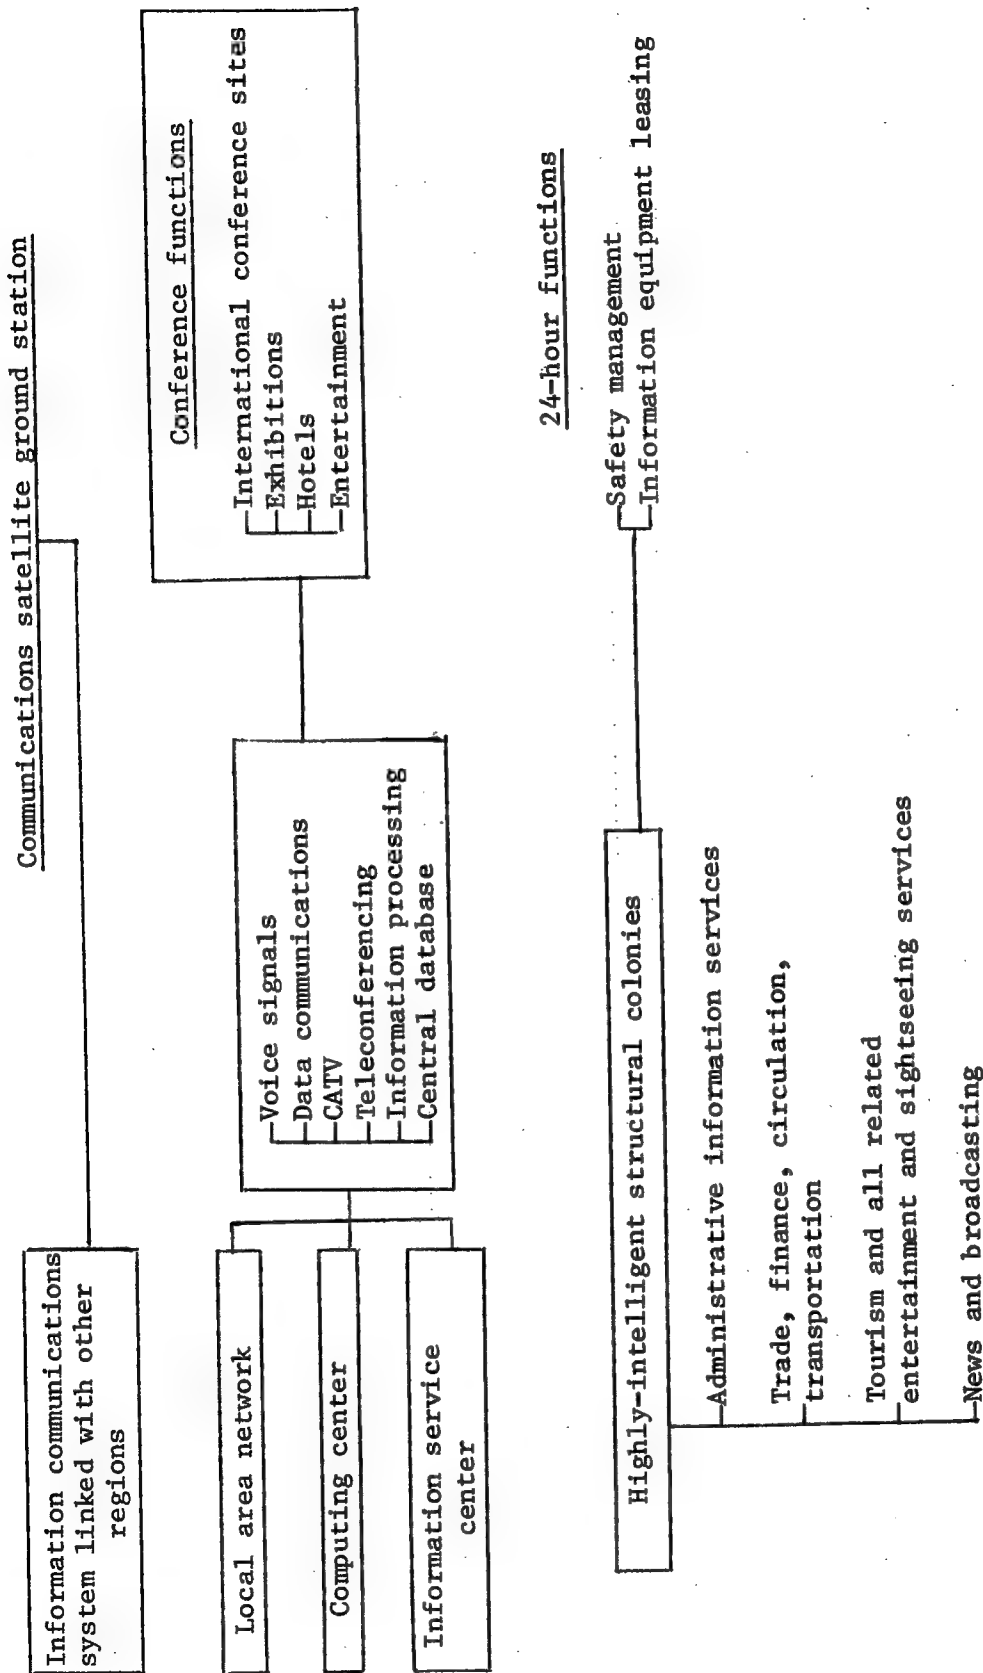 Communications satellite ground station
Information communications
system linked with other
regions
Conference functions
International conference sites
Exhibitions
Hotels
Entertainment
Voice signals
Data communications
CATV
Teleconferencing
Information processing
Central database
Local area network
Computing center
Information service
center
24-hour functions
Safety management
Information equipment leasing
Highly-intelligent structural colonies
Administrative information services
Trade, finance, circulation,
transportation
Tourism and all related
entertainment and sightseeing services
News and broadcasting